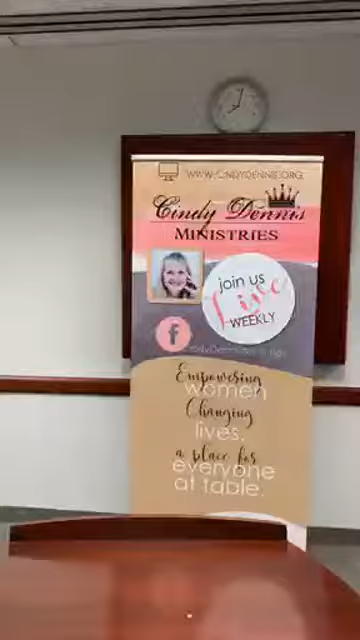 WWW.CINDYDENNIS.ORG
Cindy Dennis
MINISTRIES
join us
Live
WEEKLY
f
Empowering
women
Changing
lives.
a place for
everyone
at table.